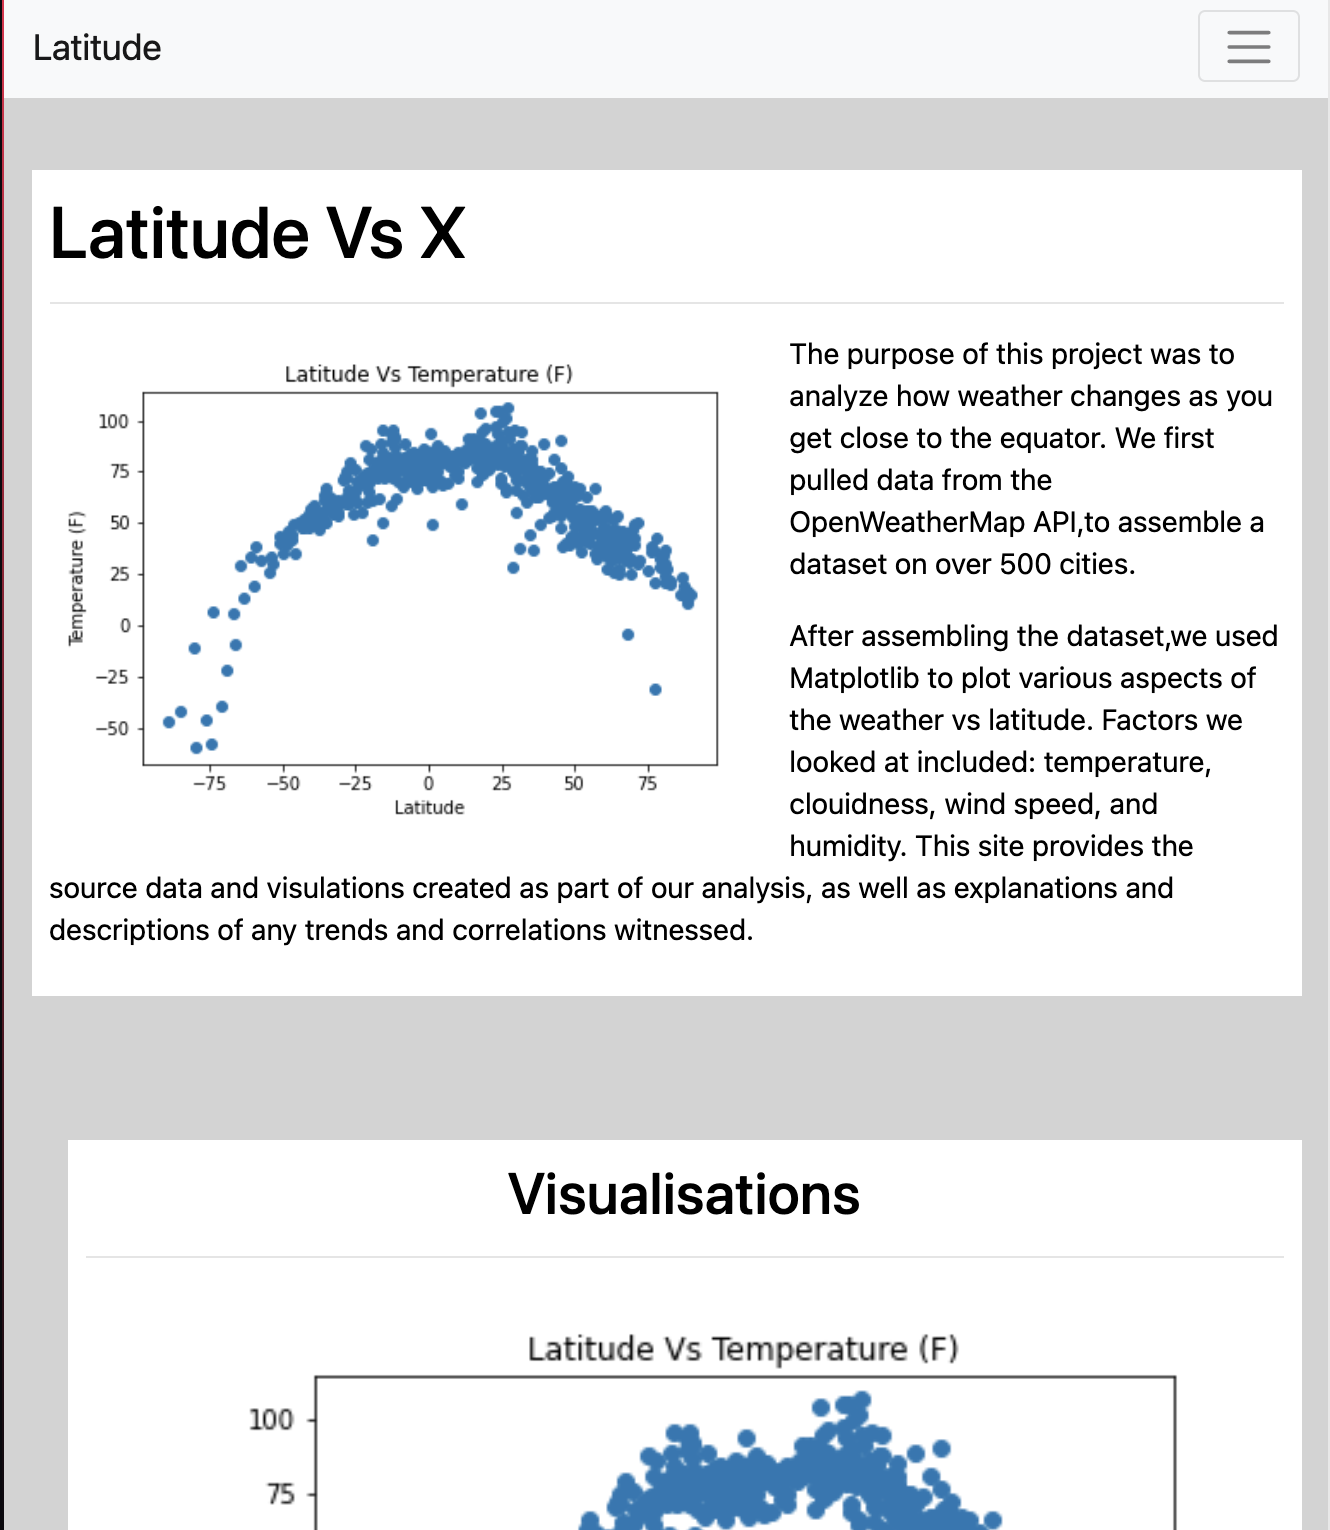 Latitude
Latitude Vs X
Latitude Vs Temperature (F)
100
75
50
25
0
−25
−50
Temperature (F)
−75 −50 −25 0 25 50 75
Latitude
The purpose of this project was to
analyze how weather changes as you
get close to the equator. We first
pulled data from the
OpenWeatherMap API,to assemble a
dataset on over 500 cities.
After assembling the dataset,we used
Matplotlib to plot various aspects of
the weather vs latitude. Factors we
looked at included: temperature,
clouidness, wind speed, and
humidity. This site provides the
source data and visulations created as part of our analysis, as well as explanations and
descriptions of any trends and correlations witnessed.
Visualisations
Latitude Vs Temperature (F)
100
75